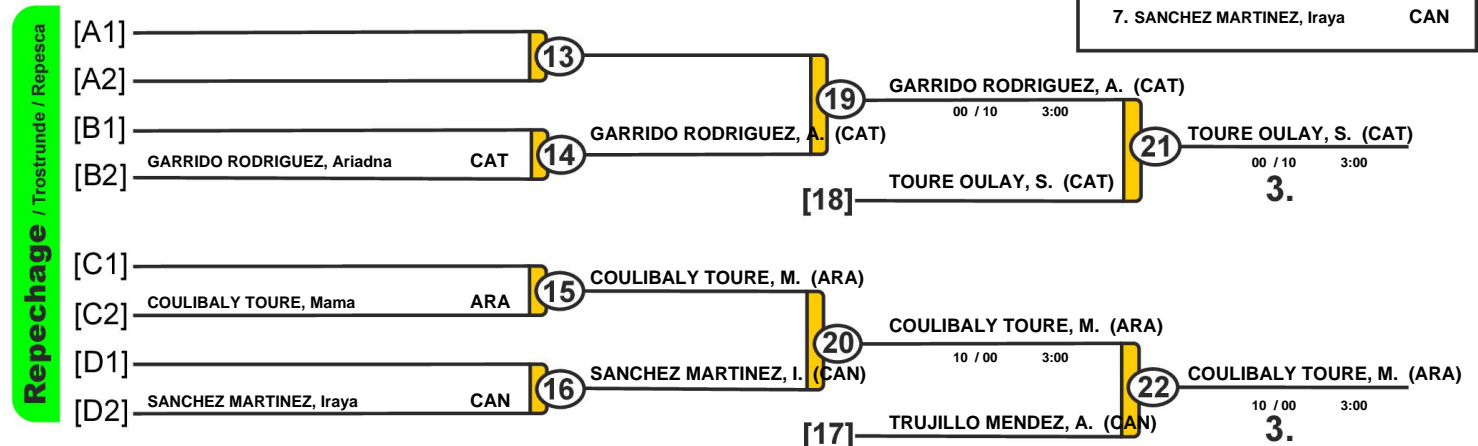 Repechage / Trostrunde / Repesca
7. SANCHEZ MARTINEZ, Iraya CAN
[A1]
13
[A2]
19
GARRIDO RODRIGUEZ, A. (CAT)
00 / 10 3:00
[B1]
GARRIDO RODRIGUEZ, A. (CAT)
14
GARRIDO RODRIGUEZ, Ariadna CAT
[B2]
21
TOURE OULAY, S. (CAT)
00 / 10 3:00
3.
TOURE OULAY, S. (CAT)
[18]
[C1]
COULIBALY TOURE, M. (ARA)
15
COULIBALY TOURE, Mama ARA
[C2]
20
COULIBALY TOURE, M. (ARA)
10 / 00 3:00
[D1]
SANCHEZ MARTINEZ, I. (CAN)
16
SANCHEZ MARTINEZ, Iraya CAN
[D2]
22
COULIBALY TOURE, M. (ARA)
10 / 00 3:00
3.
TRUJILLO MENDEZ, A. (CAN)
[17]